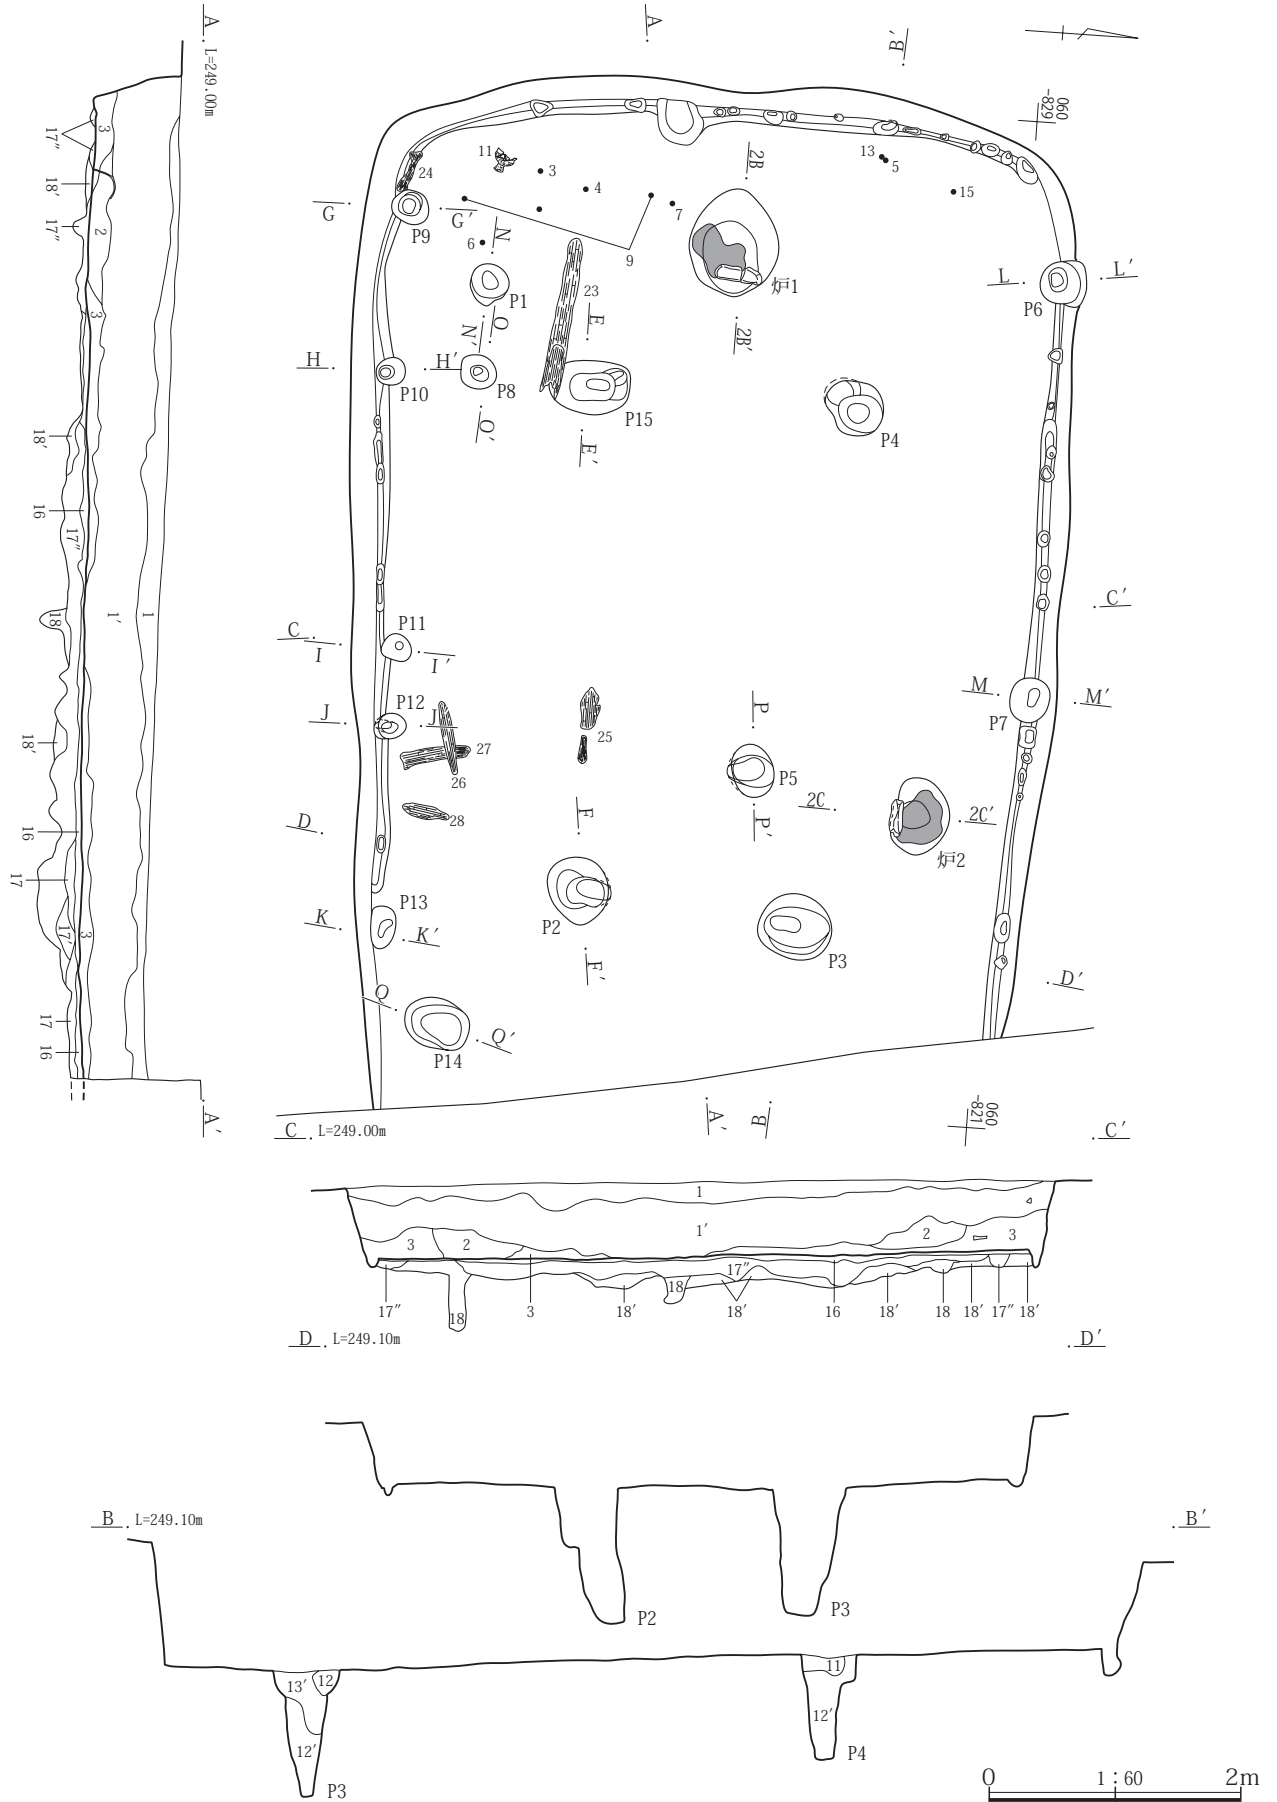 A
L=249.00m
A
B′
060
-829
17″
3
18′
17″
2
3
18′
16
17″
18
1′
1
18′
16
17
17′
3
17
16
A′
11
3
4
24
13
5
15
2B
G
G′
P9
N
6
7
9
炉1
L
L′
P6
P1
23
E
O
N′
2B′
H
H′
P10
P8
P15
P4
O′
E′
C
I
P11
I′
C′
M
M′
P7
J
P12
J
27
26
25
P
P5
2C
2C′
P′
28
D
F
炉2
K
P13
K′
P2
P3
F′
D′
Q
Q′
P14
A′
B
060
-821
C L=249.00m
C′
1
1′
3
2
2
3
17″
18
3
18′
18
17″
18′
16
18′
18
18′
17″
18′
D L=249.10m
D′
P2
P3
B L=249.10m
B′
13′
12
12′
P3
11
12′
P4
0
1:60
2m